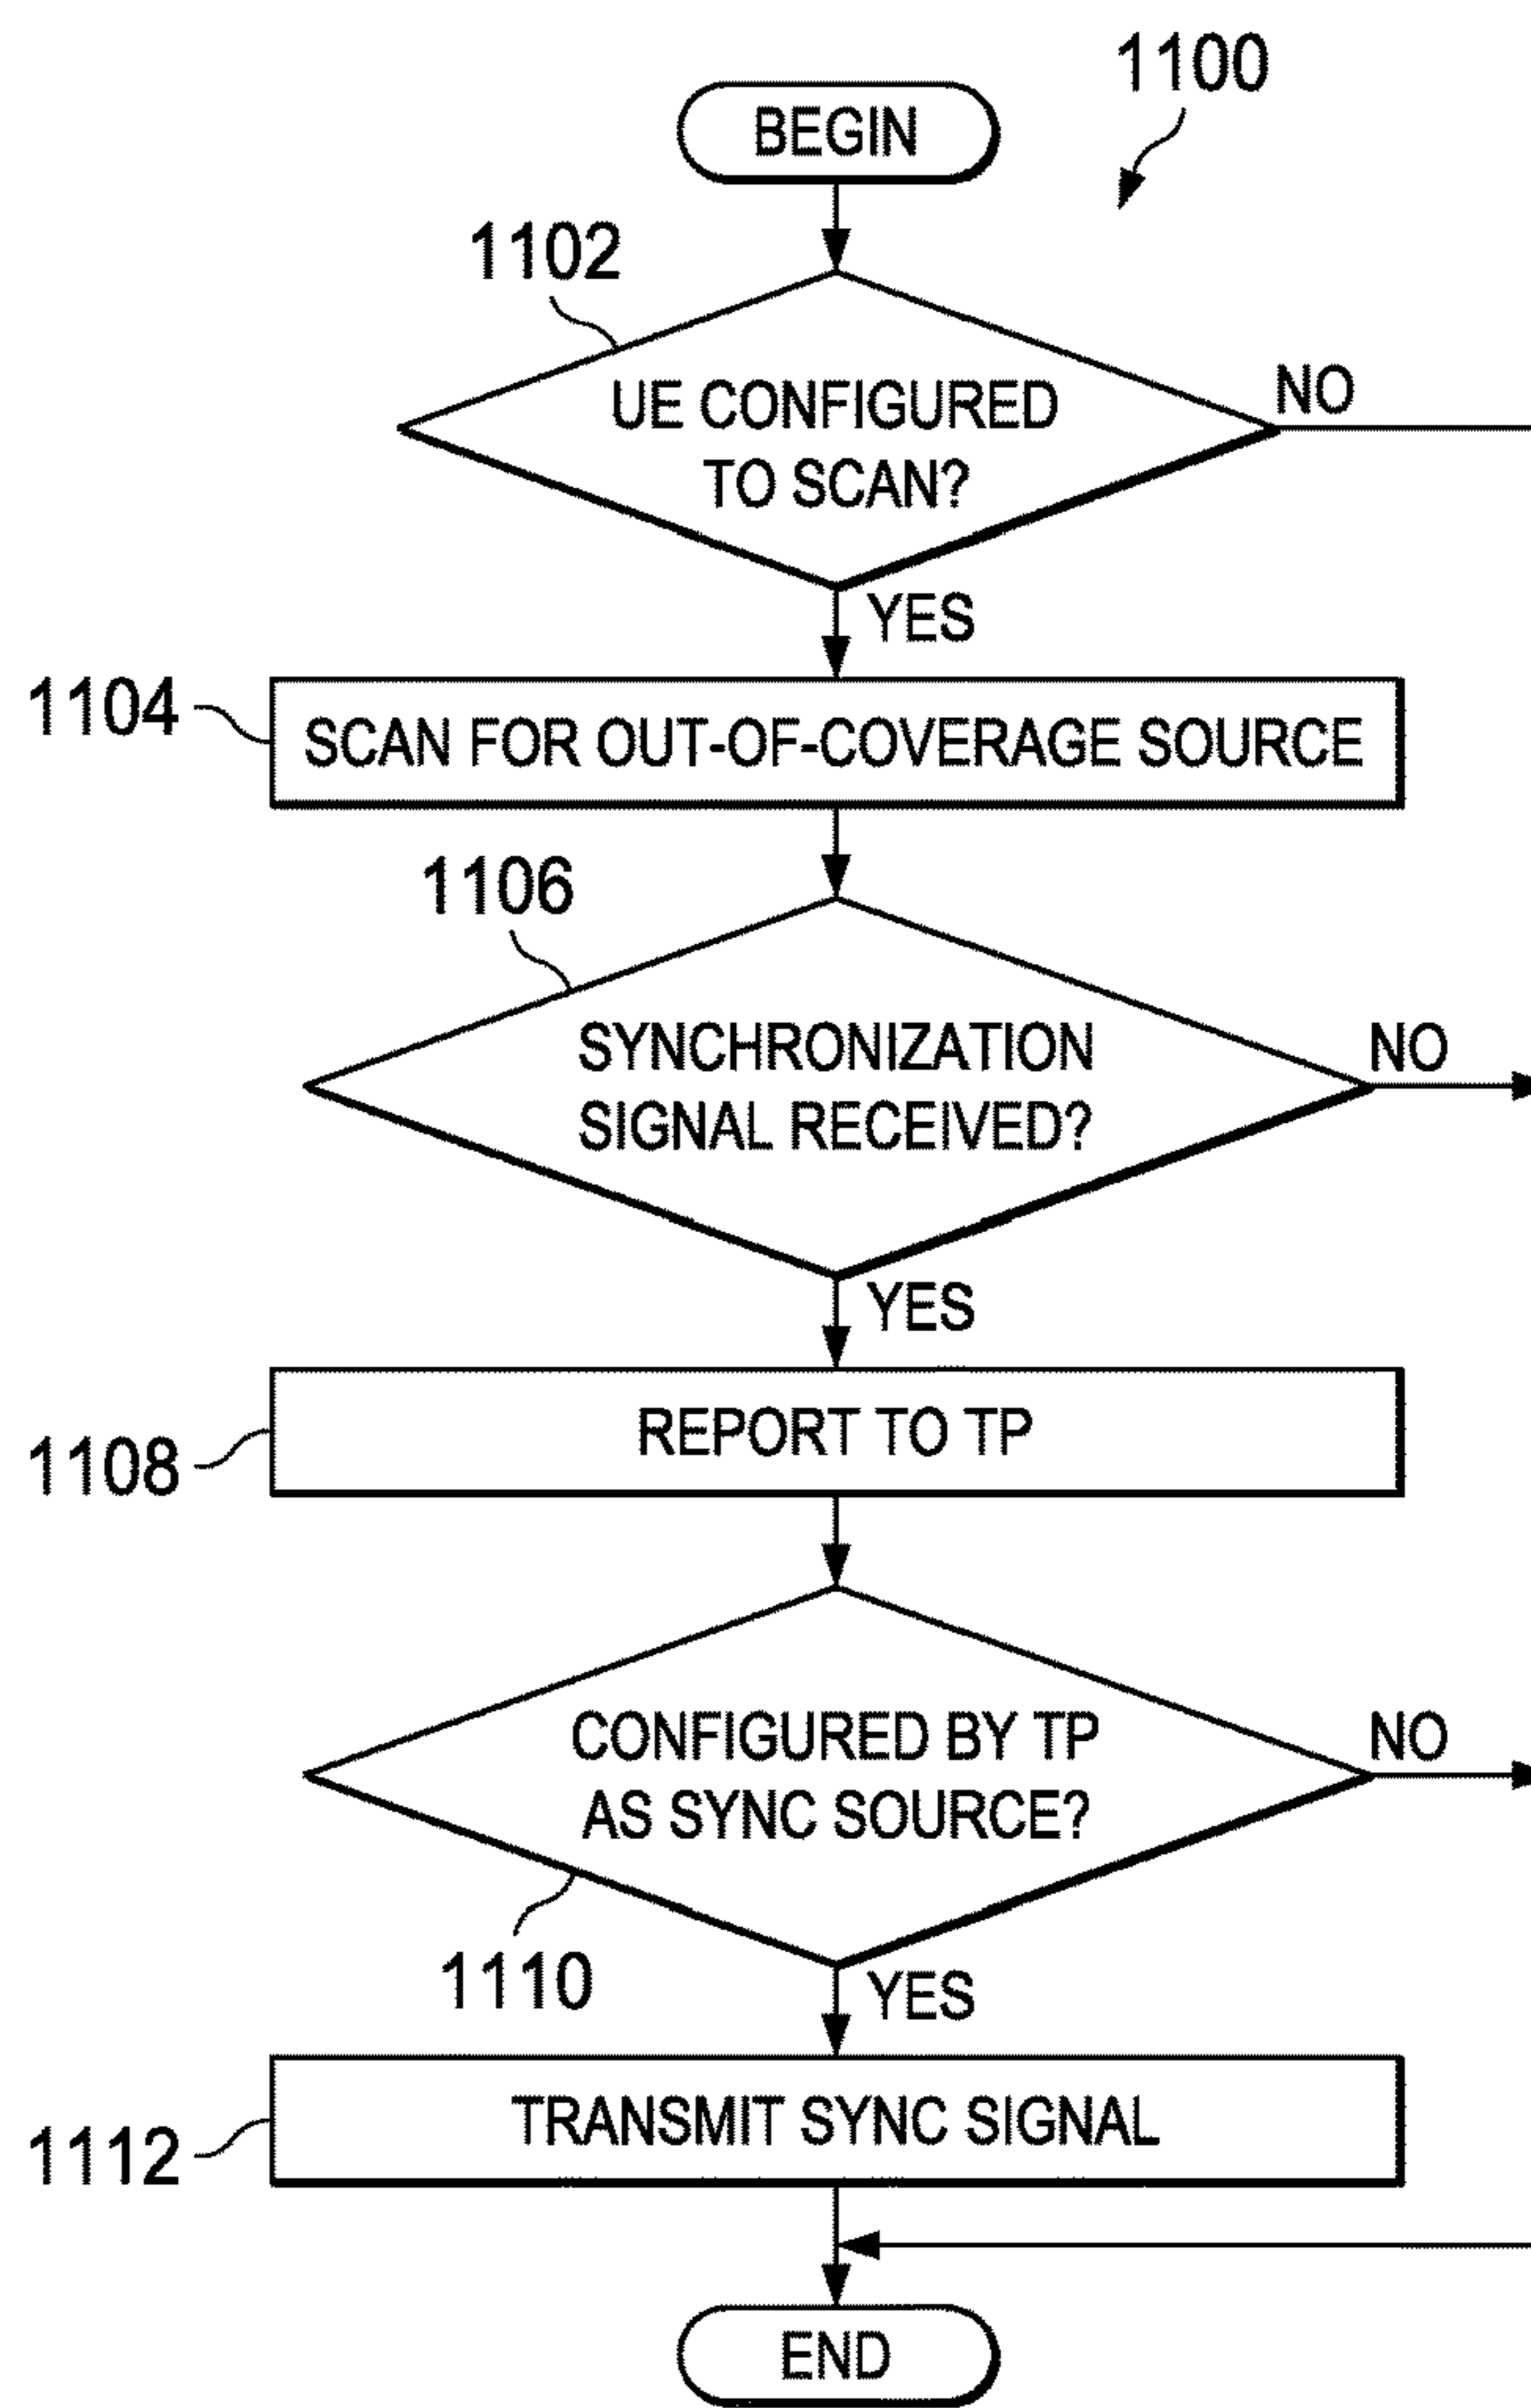 1100
BEGIN
1102
UE CONFIGURED
TO SCAN?
NO
YES
1104
SCAN FOR OUT-OF-COVERAGE SOURCE
1106
SYNCHRONIZATION
SIGNAL RECEIVED?
NO
YES
REPORT TO TP
1108
CONFIGURED BY TP
AS SYNC SOURCE?
NO
1110
YES
TRANSMIT SYNC SIGNAL
1112
END